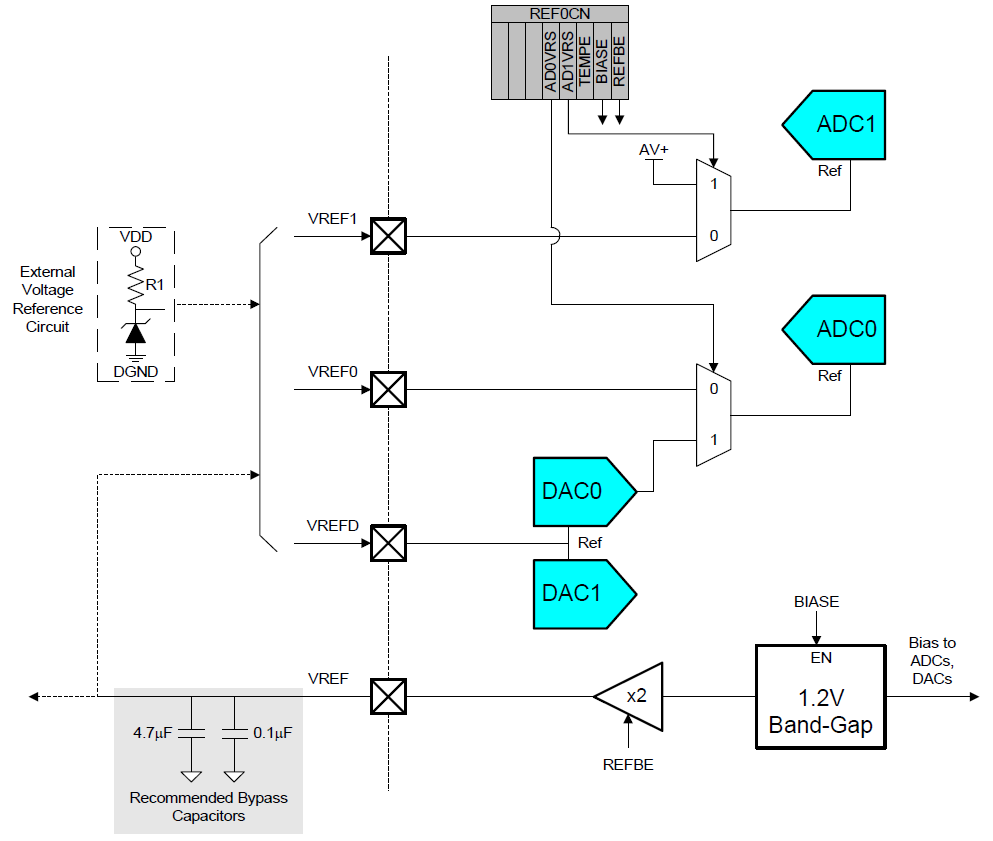 REF0CN
AD0VRS
AD1VRS
TEMPE
BIASE
REFBE
ADC1
AV+
Ref
1
VREF1
0
VDD
External
Voltage
Reference
Circuit
R1
DGND
ADC0
VREF0
Ref
0
1
DAC0
VREFD
Ref
DAC1
BIASE
Bias to
ADCs,
DACs
EN
VREF
x2
1.2V
Band-Gap
4.7µF
0.1µF
REFBE
Recommended Bypass
Capacitors